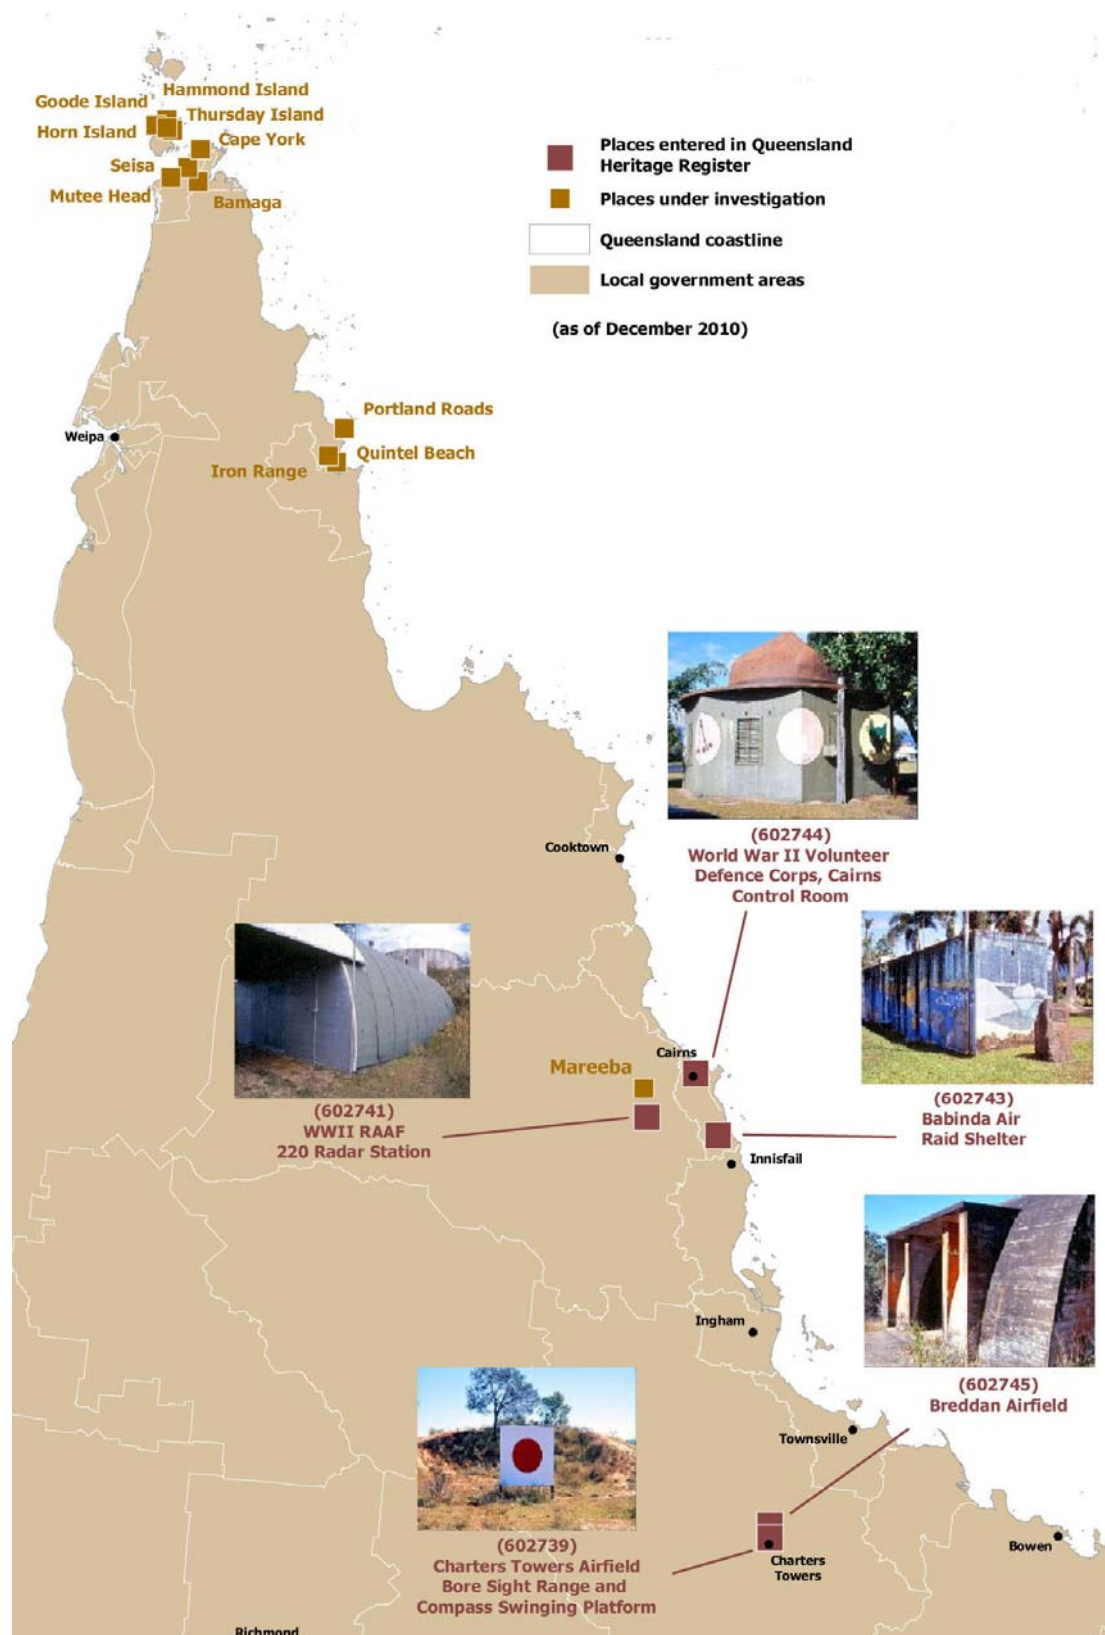 Hammond Island
Goode Island
Thursday Island
Horn Island
Cape York
Seisa
Mutee Head
Bamaga
Places entered in Queensland
Heritage Register
Places under investigation
Queensland coastline
Local government areas
(as of December 2010)
Portland Roads
Weipa
Quintel Beach
Iron Range
(602744)
World War II Volunteer
Defence Corps, Cairns
Control Room
Cooktown
Cairns
Mareeba
(602743)
Babinda Air
Raid Shelter
(602741)
WWII RAAF
220 Radar Station
Innisfail
Ingham
(602745)
Breddan Airfield
Townsville
(602739)
Charters Towers Airfield
Bore Sight Range and
Compass Swinging Platform
Charters
Towers
Bowen
Richmond